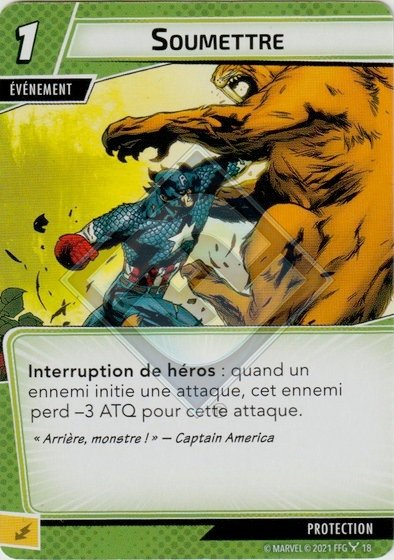 1
SOUMETTRE
ÉVÉNEMENT
Interruption de héros : quand un
ennemi initie une attaque, cet ennemi
perd –3 ATQ pour cette attaque.
« Arrière, monstre ! » — Captain America
PROTECTION
© MARVEL © 2021 FFG 18